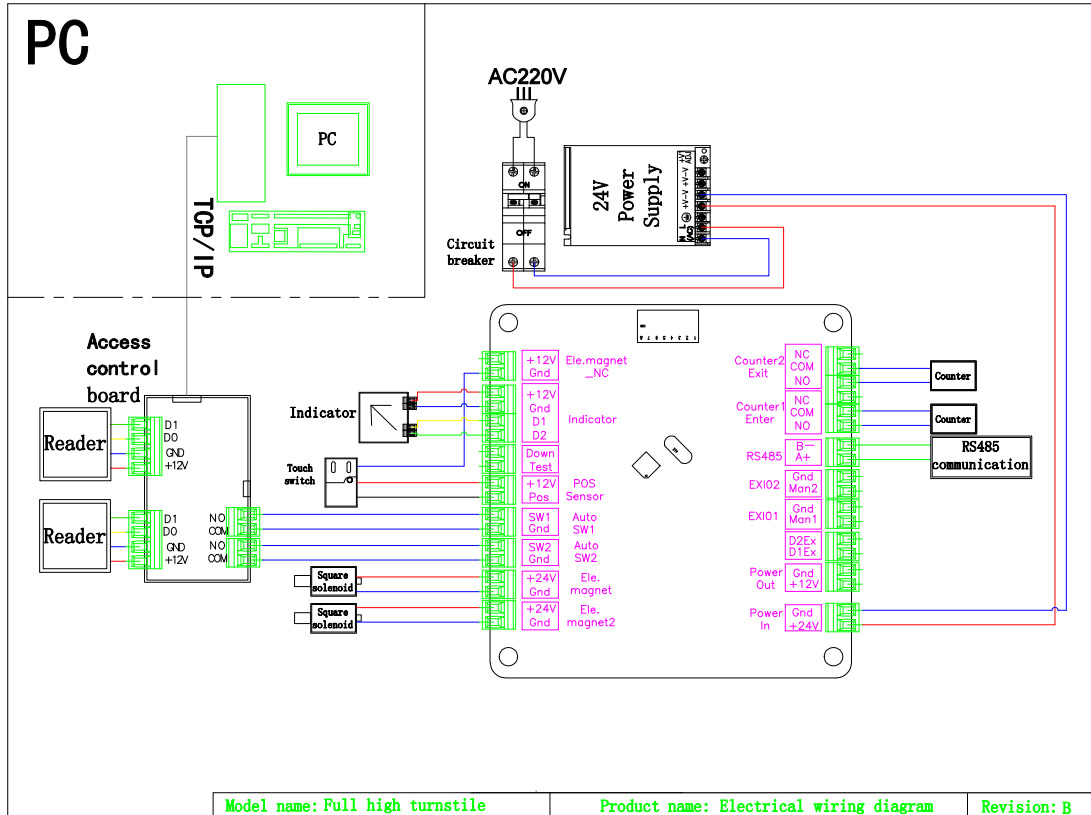 PC
PC
TCP/IP
AC220V
ON
OFF
Circuit
breaker
24V
Power
Supply
+V
ADJ
+V-V
+V-V
L
N
(AC)
Access
control
board
Reader
D1
D0
GND
+12V
Reader
D1
D0
GND
+12V
NO
COM
NO
COM
Indicator
Touch
switch
Square
solenoid
Square
solenoid
+12V
Gnd
Ele.magnet
_NC
+12V
Gnd
D1
D2
Indicator
Down
Test
+12V
Pos
POS
Sensor
SW1
Gnd
Auto
SW1
SW2
Gnd
Auto
SW2
+24V
Gnd
Ele.
magnet
+24V
Gnd
Ele.
magnet2
Counter2
Exit
NC
COM
NO
Counter
Counter1
Enter
NC
COM
NO
Counter
RS485
B-
A+
RS485
communication
EXIO2
Gnd
Man2
EXIO1
Gnd
Man1
D2Ex
D1Ex
Power
Out
Gnd
+12V
Power
In
Gnd
+24V
Model name: Full high turnstile
Product name: Electrical wiring diagram
Revision: B